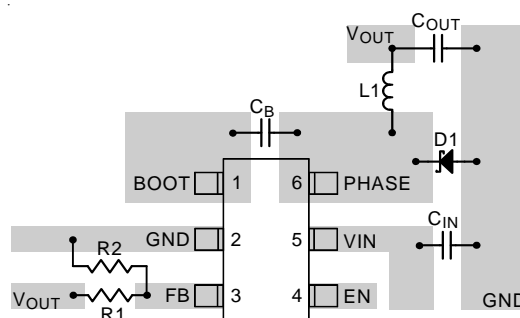 VOUT COUT
L1
CB
D1
BOOT 1 6 PHASE
CIN
GND 2 5 VIN
R2
VOUT FB 3 4 EN GND
R1